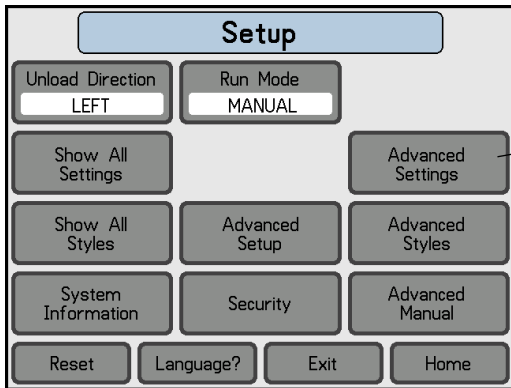 Setup
Unload Direction
LEFT
Run Mode
MANUAL
Show All
Settings
Advanced
Settings
Show All
Styles
Advanced
Setup
Advanced
Styles
System
Information
Security
Advanced
Manual
Reset
Language?
Exit
Home